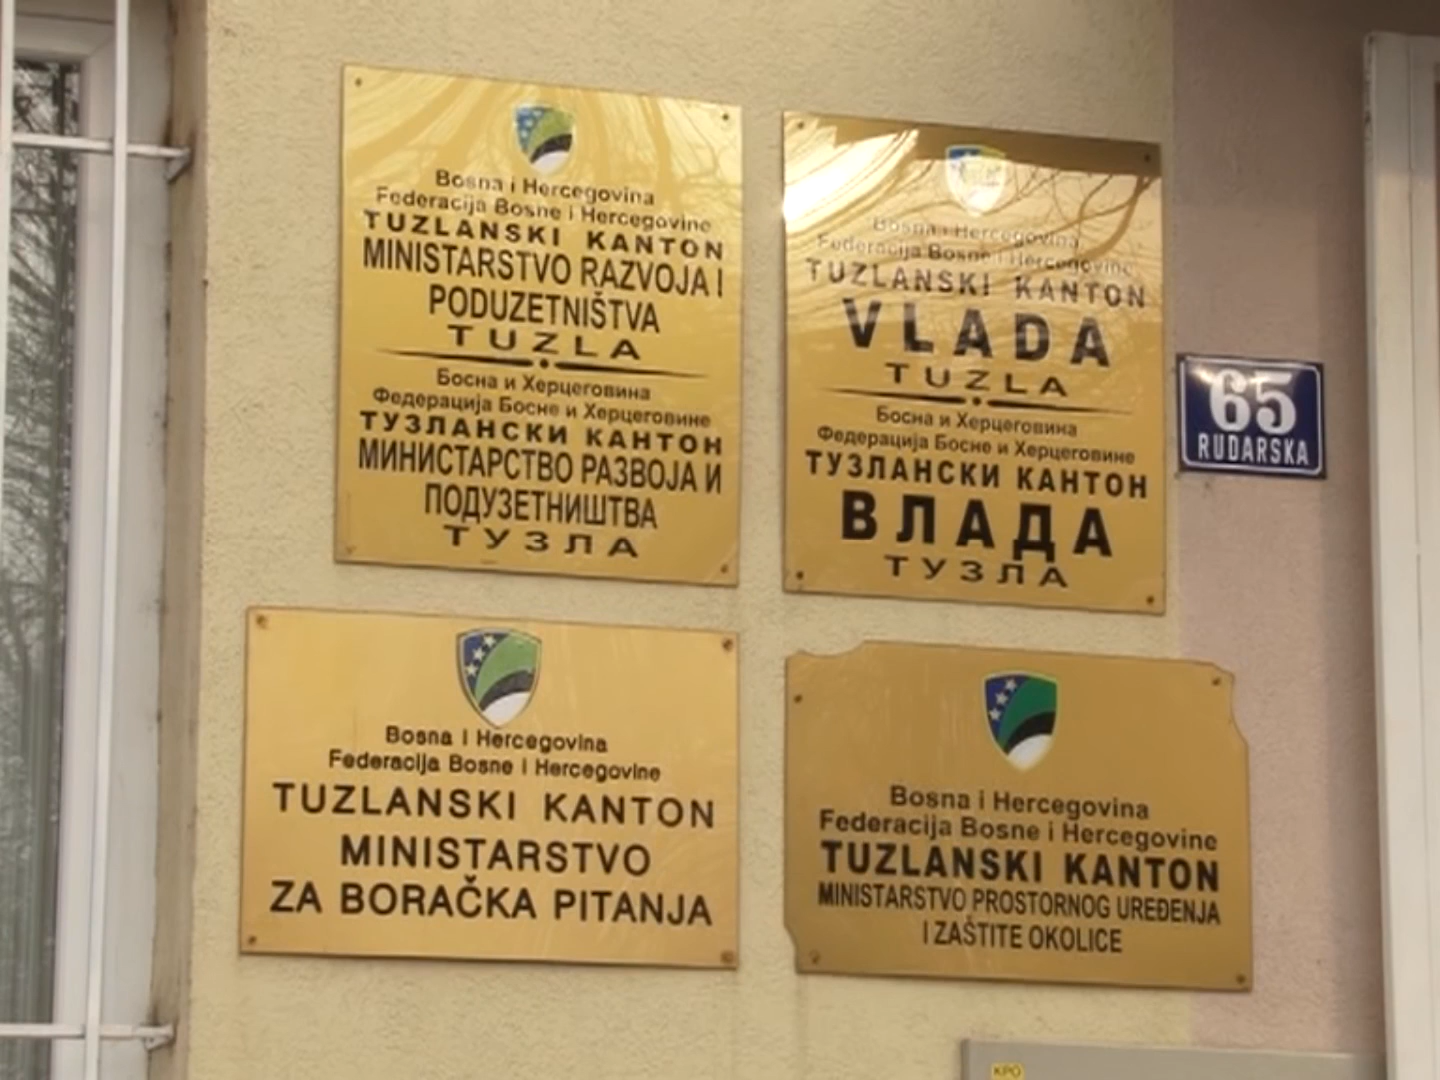 Bosna i Hercegovina
Federacija Bosne i Hercegovine
TUZLANSKI KANTON
MINISTARSTVO RAZVOJA I
PODUZETNIŠTVA
TUZLA
Босна и Херцеговина
Федерација Босне и Херцеговине
ТУЗЛАНСКИ КАНТОН
МИНИСТАРСТВО РАЗВОЈА И
ПОДУЗЕТНИШТВА
ТУЗЛА
Bosna i Hercegovina
Federacija Bosne i Hercegovine
TUZLANSKI KANTON
VLADA
TUZLA
Босна и Херцеговина
Федерација Босне и Херцеговине
ТУЗЛАНСКИ КАНТОН
ВЛАДА
ТУЗЛА
65
RUDARSKA
Bosna i Hercegovina
Federacija Bosne i Hercegovine
TUZLANSKI KANTON
MINISTARSTVO
ZA BORAČKA PITANJA
Bosna i Hercegovina
Federacija Bosne i Hercegovine
TUZLANSKI KANTON
MINISTARSTVO PROSTORNOG UREĐENJA
I ZAŠTITE OKOLICE
KPO